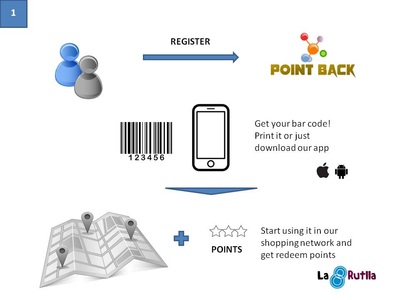 1
REGISTER
POINT BACK
123456
Get your bar code!
Print it or just
download our app
POINTS
Start using it in our
shopping network and
get redeem points
La Rutlla